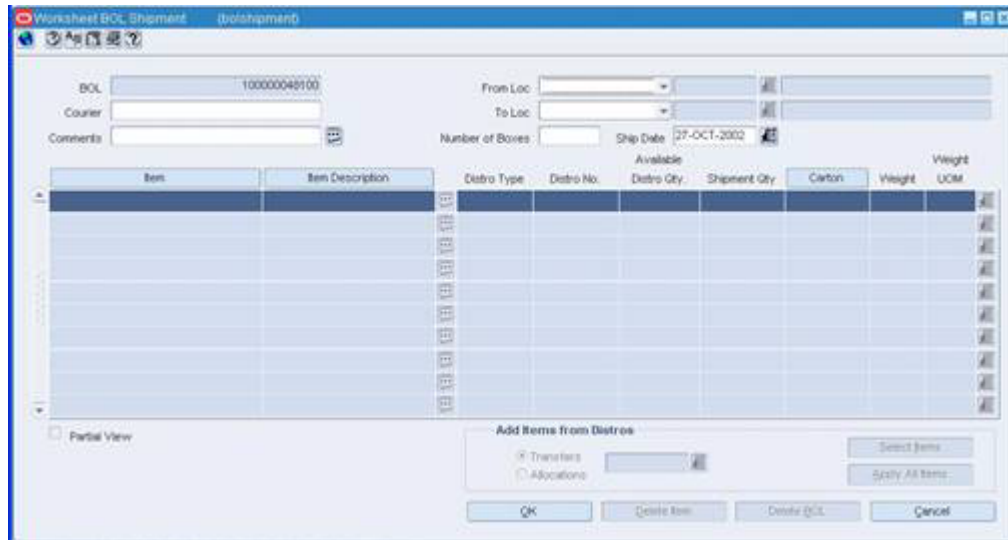 Worksheet BOL Shipment (bolshipment)
BOL 100000048100 From Loc
Courier To Loc
Comments Number of Boxes Ship Date 27-OCT-2002
Available Weight
Item Item Description Distro Type Distro No. Distro Qty Shipment Qty Carton Weight UOM
Partial View
Add Items from Distros
Transfers Select Items
Allocations Apply All Items
OK Delete Item Delete BOL Cancel